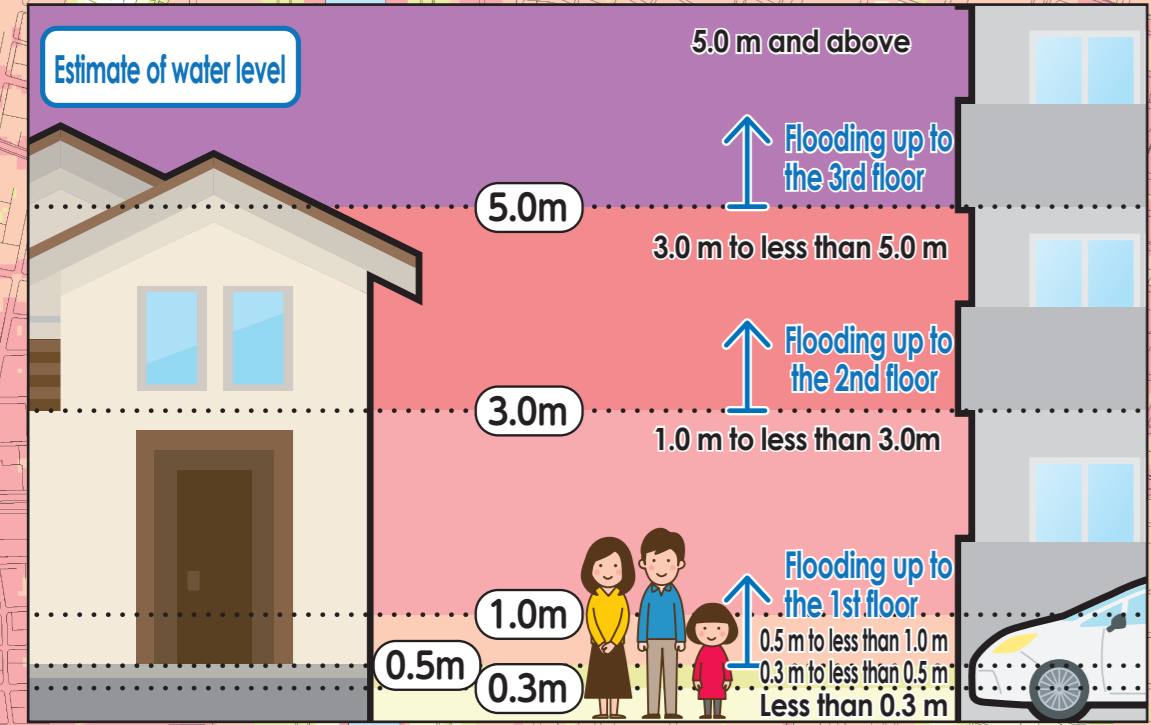 Estimate of water level
5.0 m and above
Flooding up to
the 3rd floor
5.0m
3.0 m to less than 5.0 m
Flooding up to
the 2nd floor
3.0m
1.0 m to less than 3.0m
Flooding up to
the 1st floor
1.0m
0.5 m to less than 1.0 m
0.5m
0.3 m to less than 0.5 m
0.3m
Less than 0.3 m